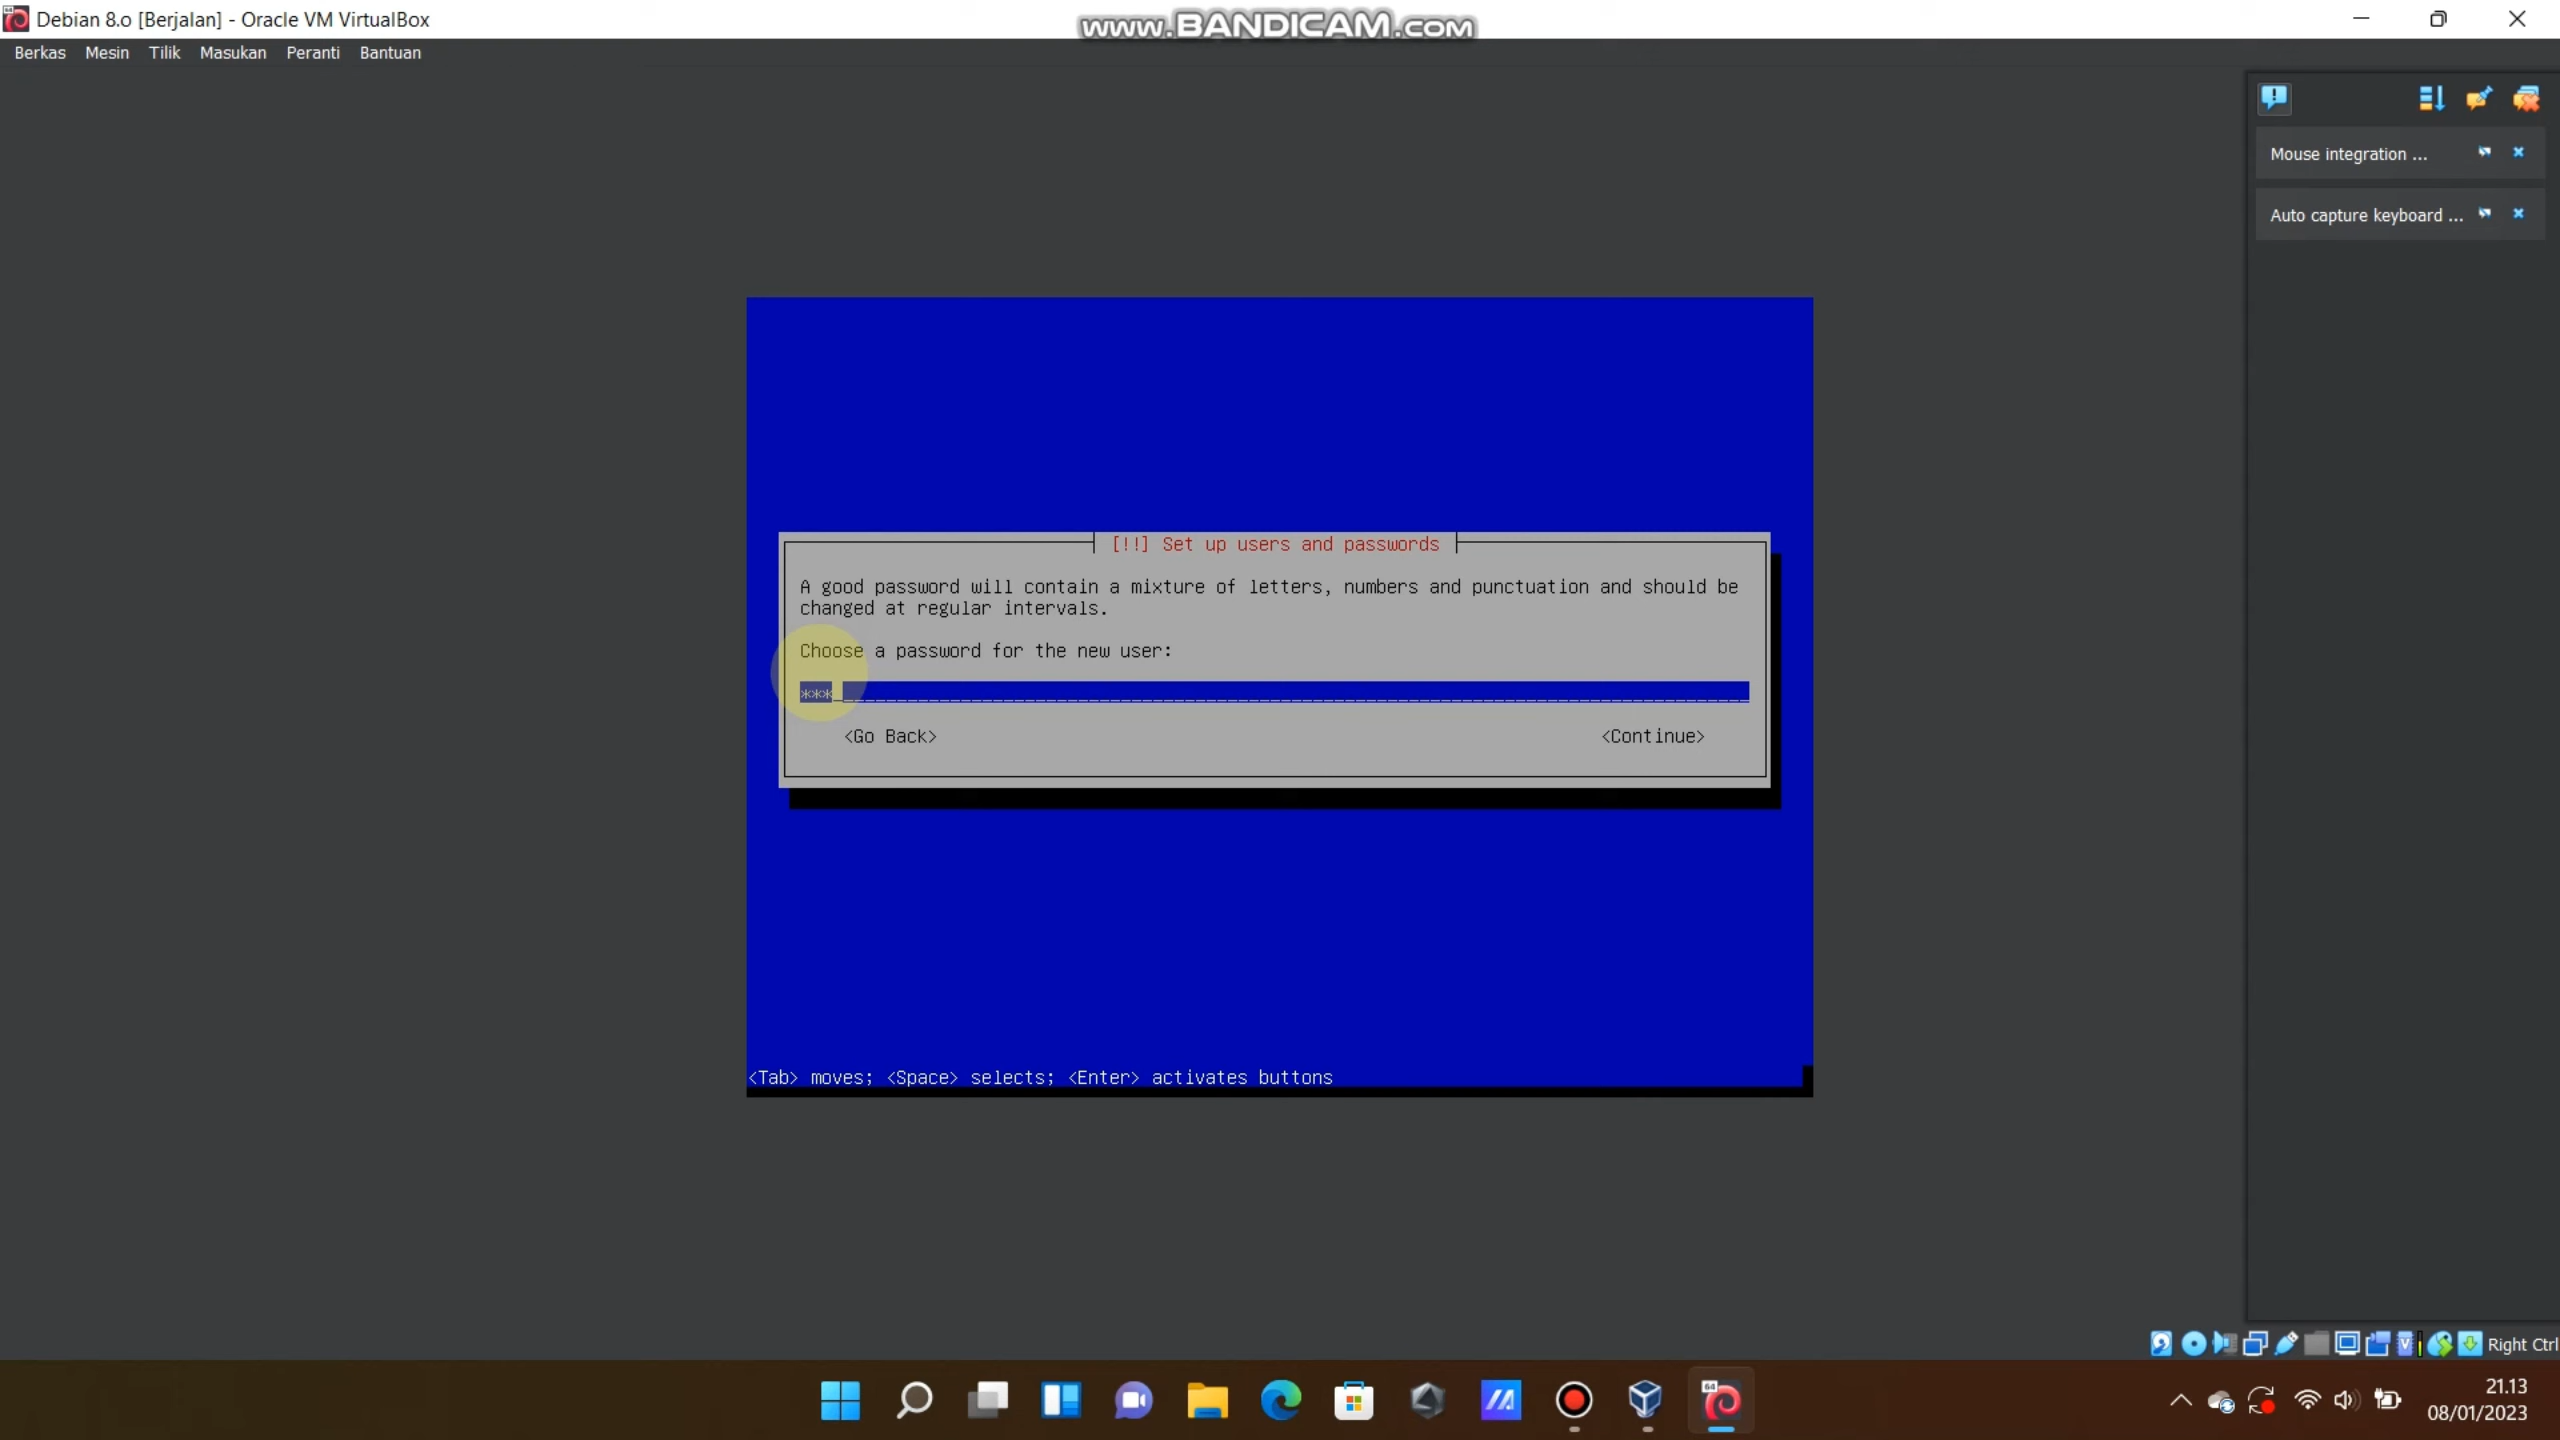 Debian 8.o [Berjalan] - Oracle VM VirtualBox
www.BANDICAM.com
Berkas Mesin Tilik Masukan Peranti Bantuan
Mouse integration ...
Auto capture keyboard ...
[!!] Set up users and passwords
A good password will contain a mixture of letters, numbers and punctuation and should be
changed at regular intervals.
Choose a password for the new user:
***
<Go Back> <Continue>
<Tab> moves; <Space> selects; <Enter> activates buttons
Right Ctrl
21.13
08/01/2023